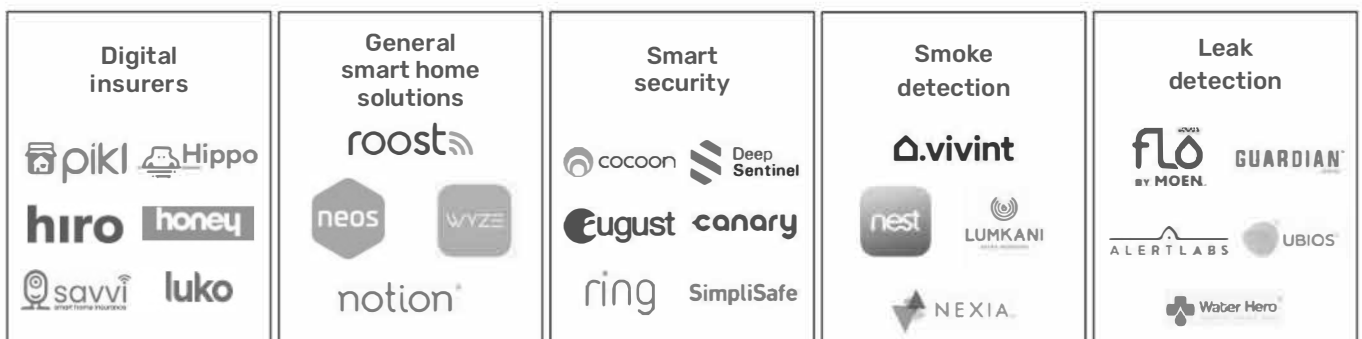 Digital
insurers
pikl
Hippo
hiro
honey
savvi
smart home insurance
luko
General
smart home
solutions
roost
neos
WYZE
notion
Smart
security
cocoon
Deep
Sentinel
august
canary
ring
SimpliSafe
Smoke
detection
vivint
nest
LUMKANI
NEXIA
Leak
detection
flo
BY MOEN
GUARDIAN
ALERTLABS
UBIOS
Water Hero